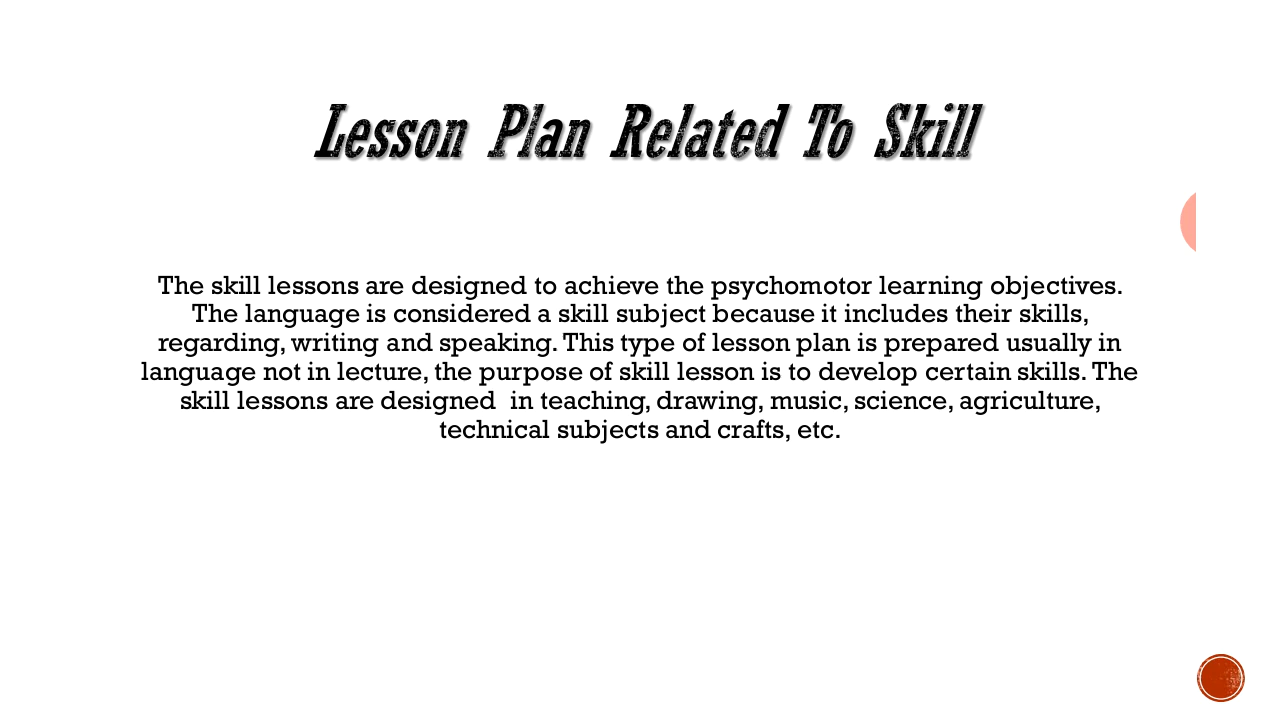 Lesson Plan Related To Skill
The skill lessons are designed to achieve the psychomotor learning objectives.
The language is considered a skill subject because it includes their skills,
regarding, writing and speaking. This type of lesson plan is prepared usually in
language not in lecture, the purpose of skill lesson is to develop certain skills. The
skill lessons are designed  in teaching, drawing, music, science, agriculture,
technical subjects and crafts, etc.